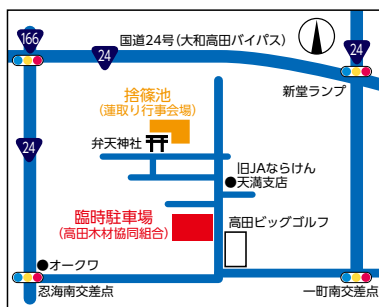 166
国道24号(大和高田バイパス)
24
24
新堂ランプ
捨篠池
(蓮取り行事会場)
24
弁天神社
旧JAならけん
天満支店
臨時駐車場
(高田木材協同組合)
高田ビッグゴルフ
オークワ
忍海南交差点
一町南交差点